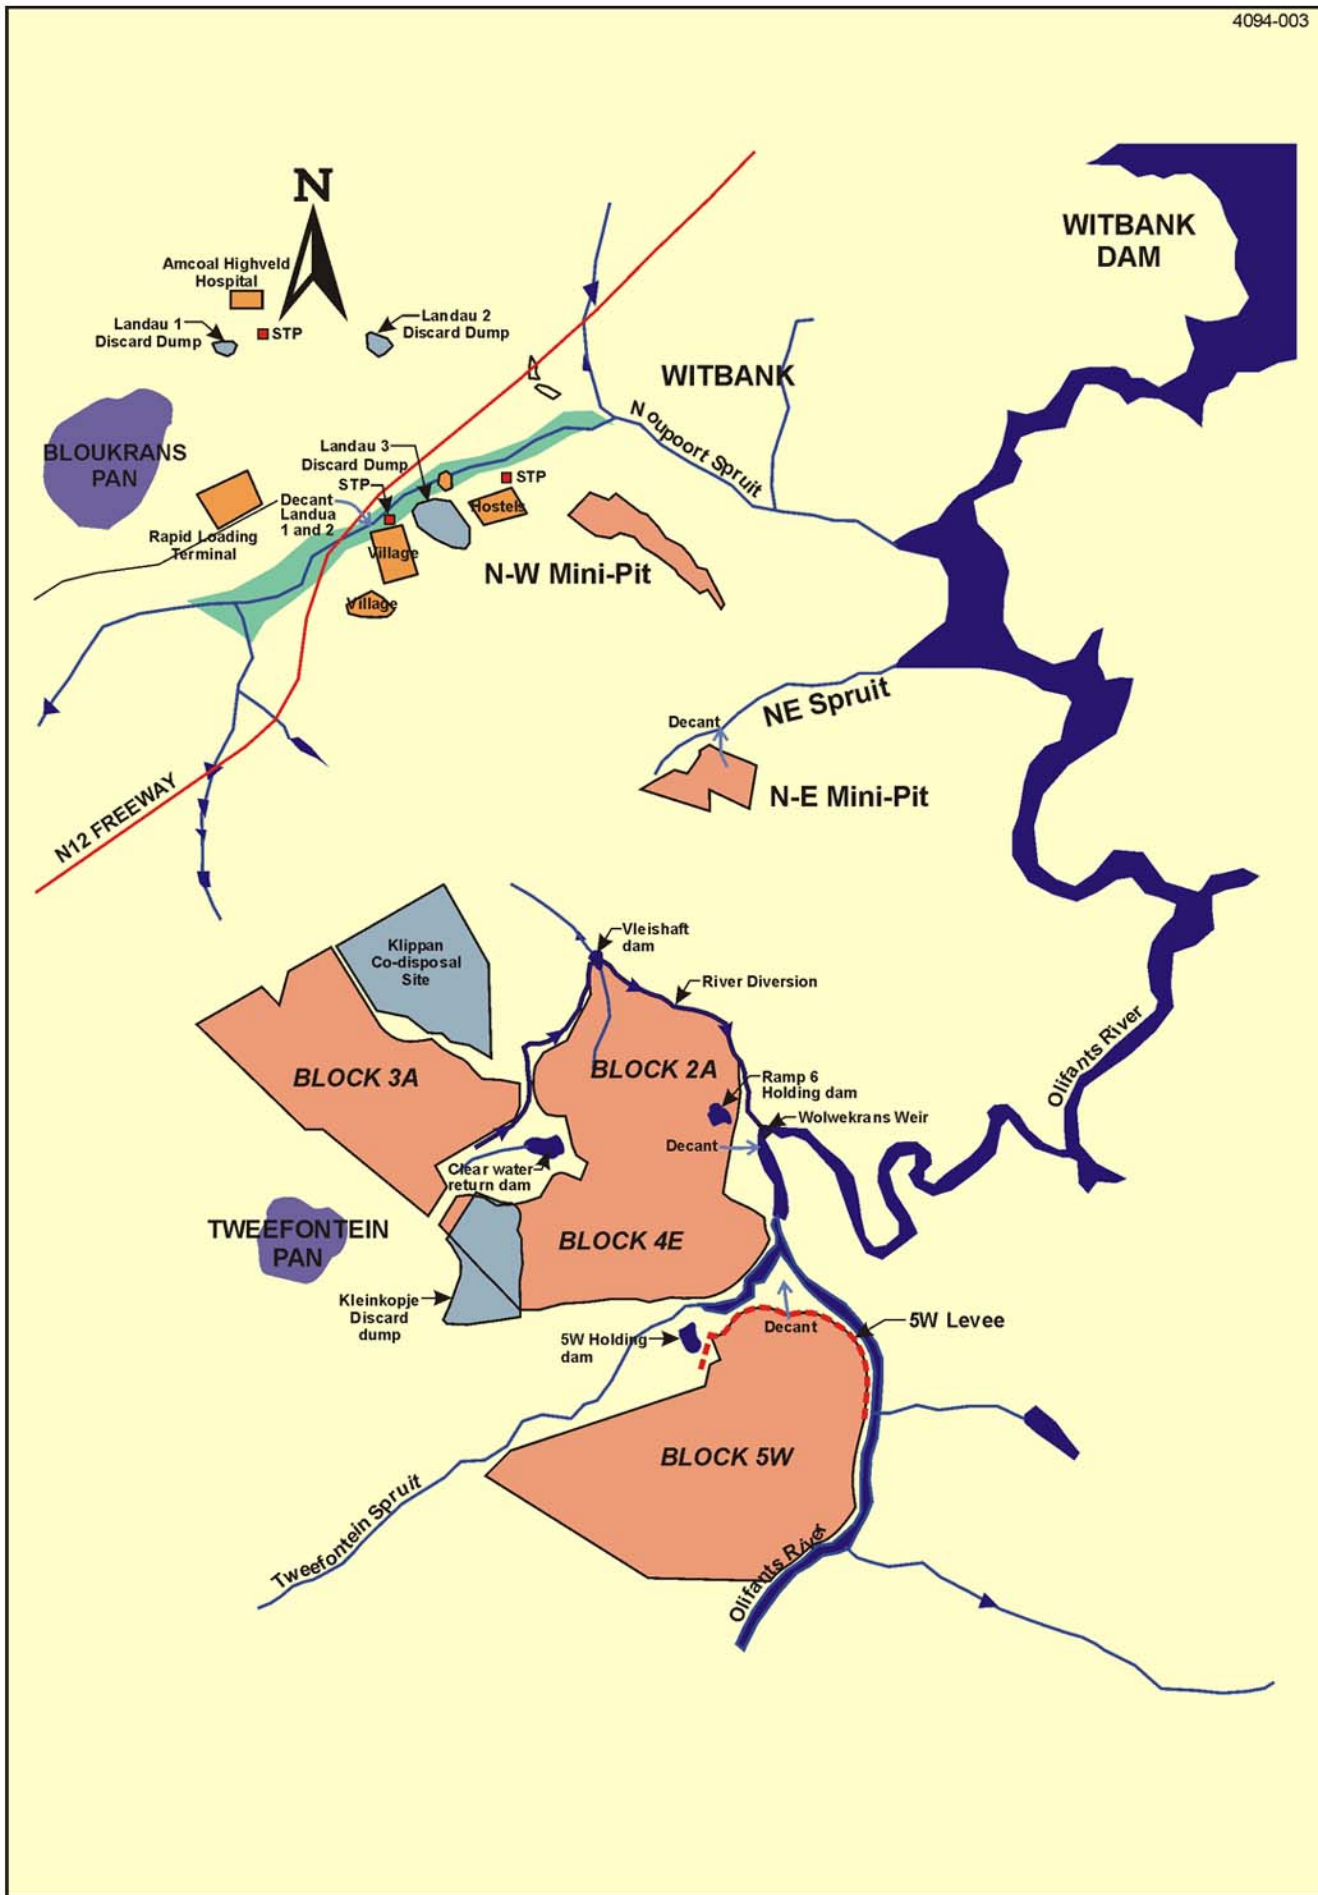 4094-003
N
WITBANK
DAM
Amcoal Highveld
Hospital
Landau 1
Discard Dump
STP
Landau 2
Discard Dump
WITBANK
N oupoort Spruit
BLOUKRANS
PAN
Landau 3
Discard Dump
STP
STP
Decant
Landua
1 and 2
Hostels
Rapid Loading
Terminal
Village
Village
N-W Mini-Pit
NE Spruit
Decant
N-E Mini-Pit
N12 FREEWAY
Klippan
Co-disposal
Site
Vleishaft
dam
River Diversion
BLOCK 3A
BLOCK 2A
Ramp 6
Holding dam
Olifants River
Wolwekrans Weir
Decant
Clear water
return dam
TWEEFONTEIN
PAN
BLOCK 4E
Kleinkopje
Discard
dump
5W Holding
dam
Decant
5W Levee
BLOCK 5W
Tweefontein Spruit
Olifants River